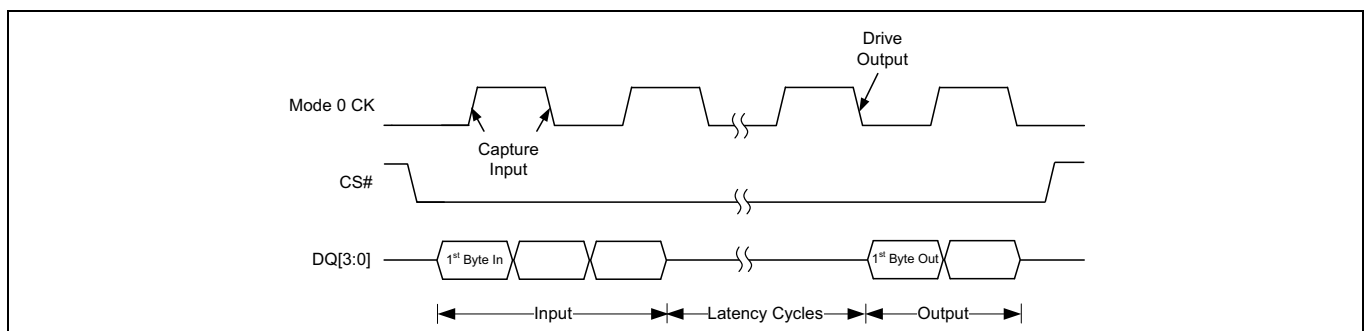 Drive
Output
Mode 0 CK
Capture
Input
CS#
DQ[3:0]
1st Byte In
1st Byte Out
Input
Latency Cycles
Output